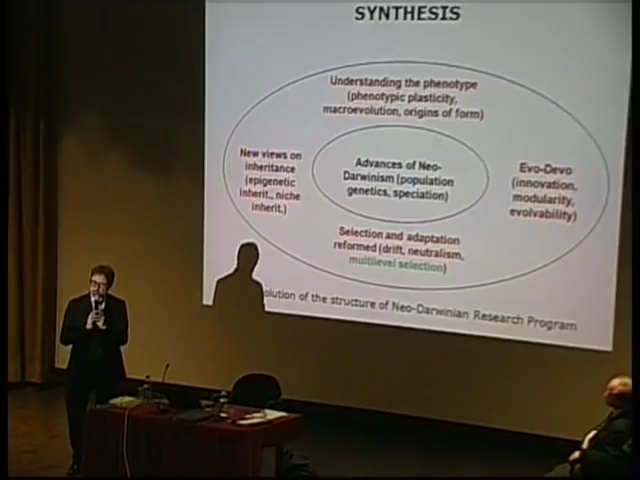 SYNTHESIS
Understanding the phenotype
(phenotypic plasticity,
macroevolution, origins of form)
New views on
inheritance
(epigenetic
inherit., niche
inherit.)
Advances of Neo-
Darwinism (population
genetics, speciation)
Evo-Devo
(innovation,
modularity,
evolvability)
Selection and adaptation
reformed (drift, neutralism,
multilevel selection)
olution of the structure of Neo-Darwinian Research Program